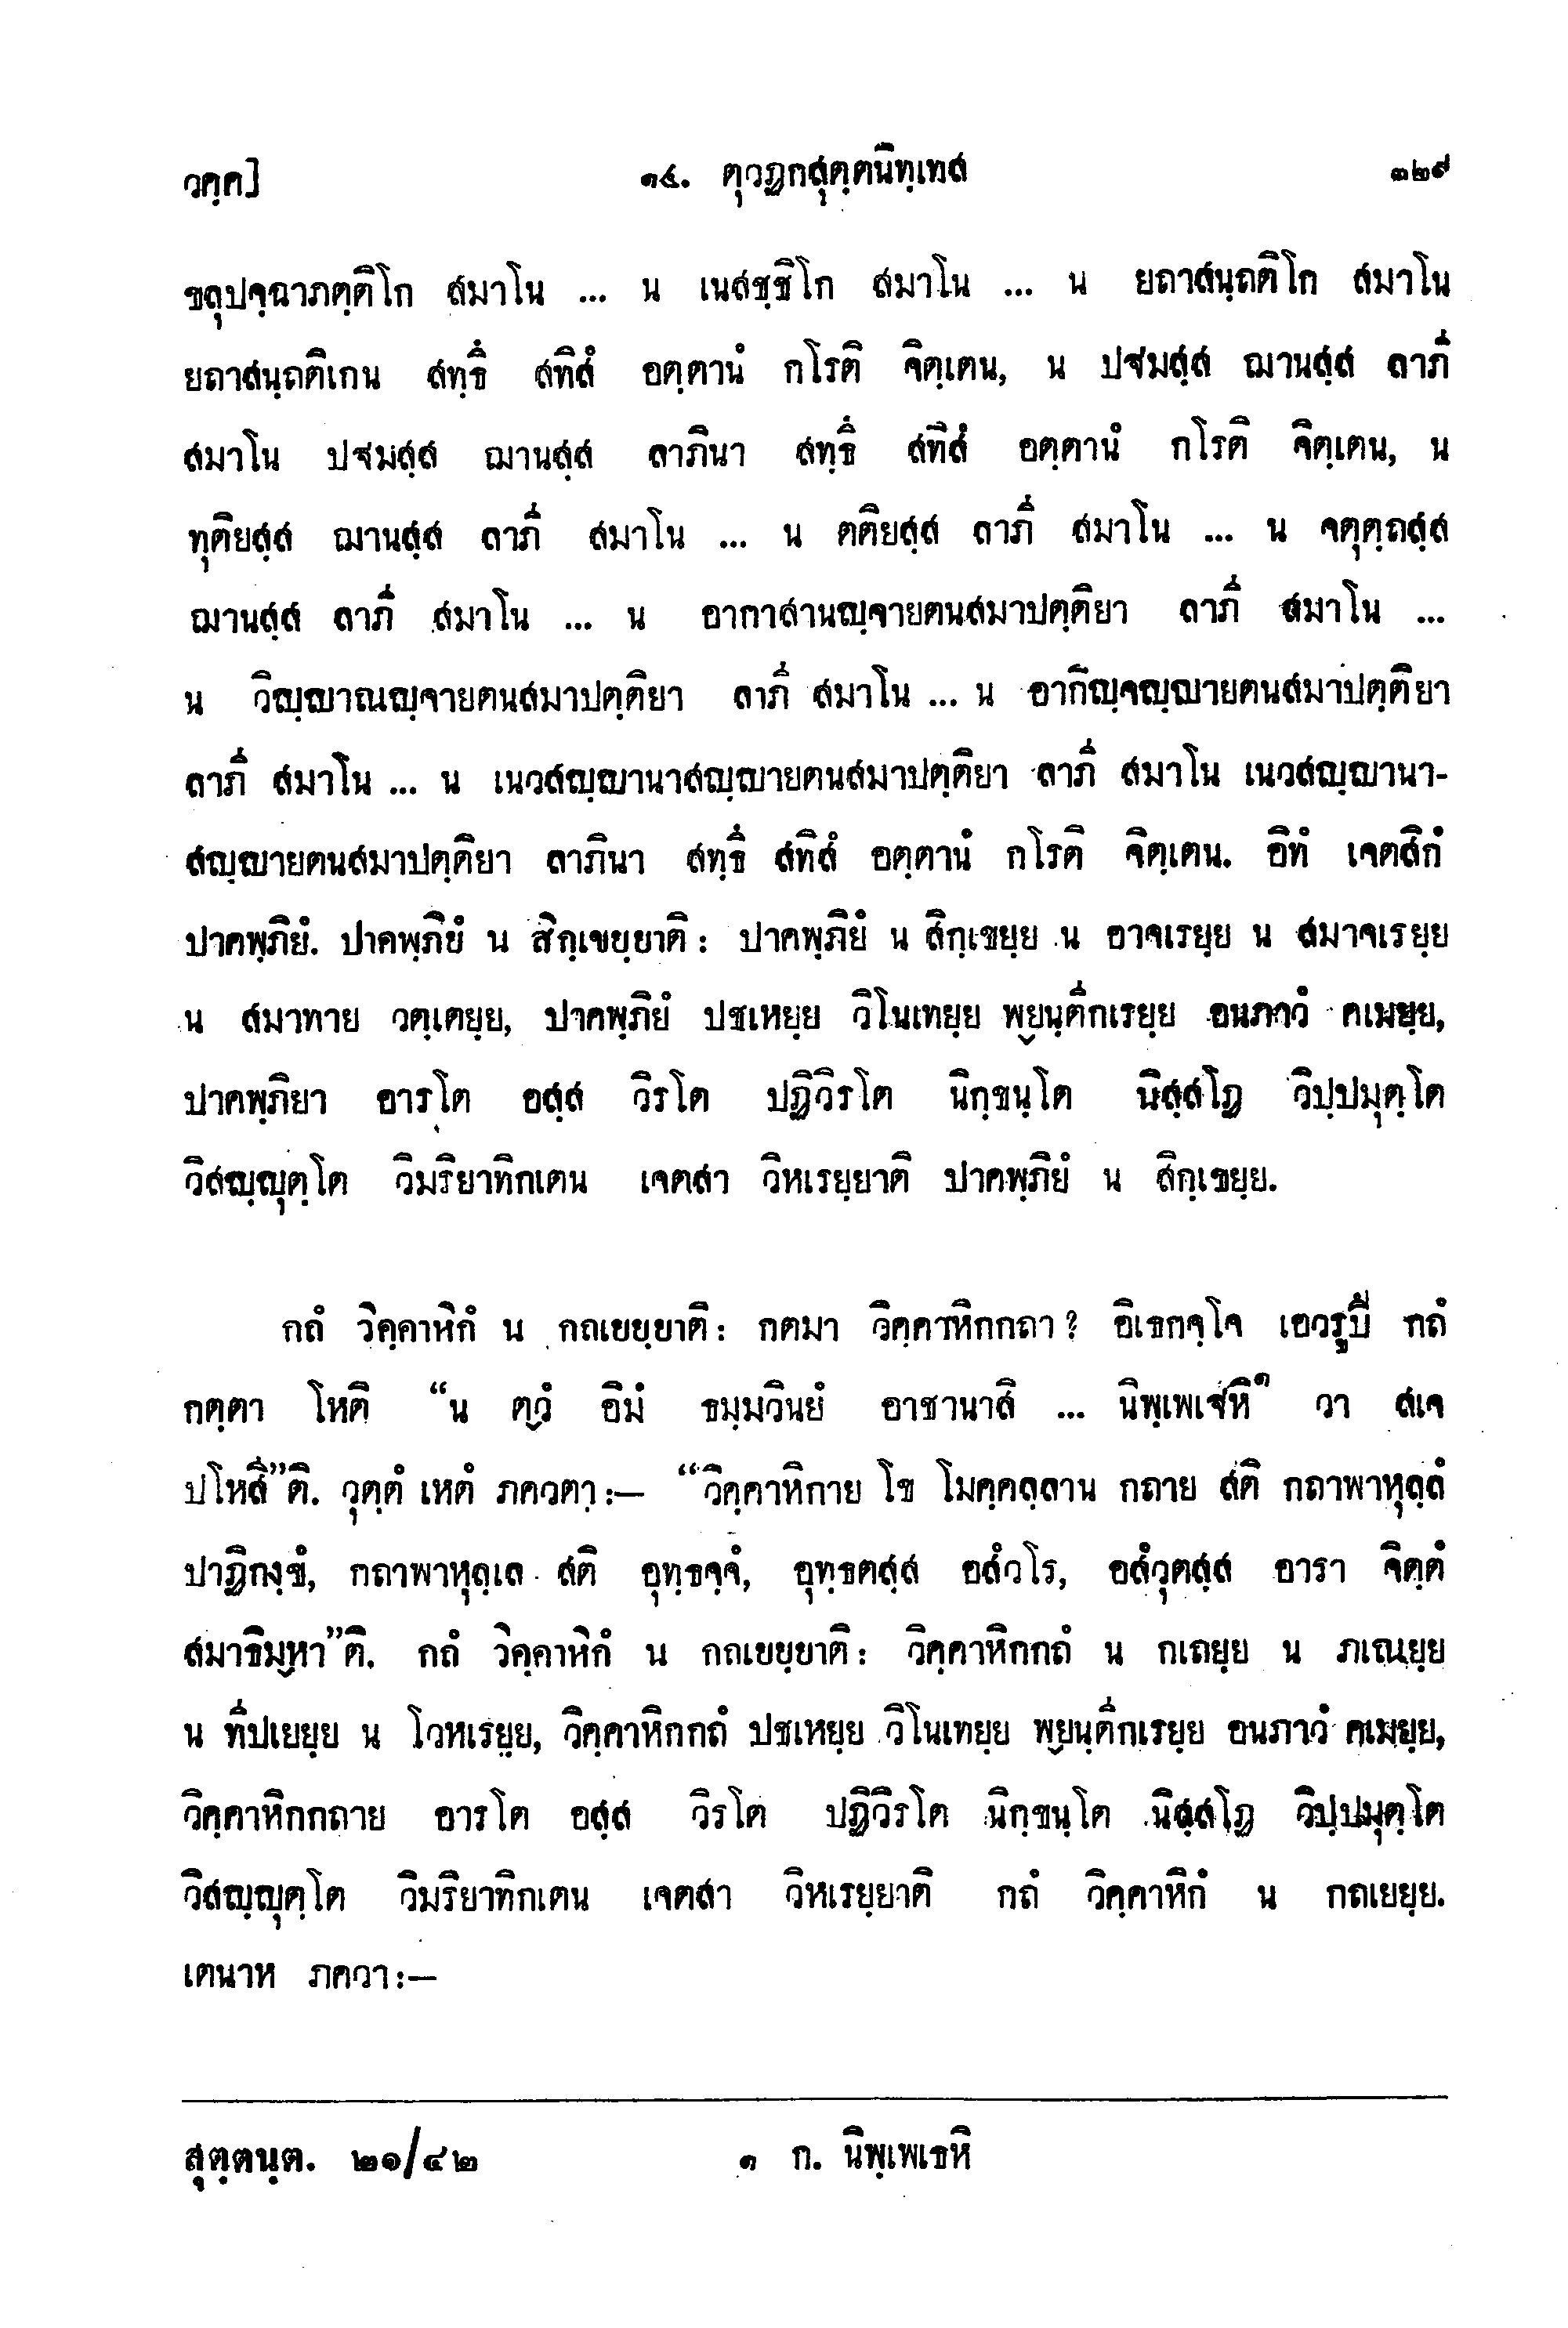 วคฺค]
๑๔. ตุวฏกสุตฺตนิทฺเทส
๓๒๙
ขลุปจฺฉาภตฺติโก สมาโน ... น เนสชฺชิโก สมาโน ... น ยถาสนฺถติโก สมาโน
ยถาสนฺถติเกน สทฺธึ สทิสํ อตฺตานํ กโรติ จิตฺเตน, น ปฐมสฺส ฌานสฺส ลาภี
สมาโน ปฐมสฺส ฌานสฺส ลาภินา สทฺธึ สทิสํ อตฺตานํ กโรติ จิตฺเตน, น
ทุติยสฺส ฌานสฺส ลาภี สมาโน ... น ตติยสฺส ลาภี สมาโน ... น จตุตฺถสฺส
ฌานสฺส ลาภี สมาโน ... น อากาสานญฺจายตนสมาปตฺติยา ลาภี สมาโน ...
น วิญฺญาณญฺจายตนสมาปตฺติยา ลาภี สมาโน ... น อากิญฺจญฺญายตนสมาปตฺติยา
ลาภี สมาโน ... น เนวสญฺญานาสญฺญายตนสมาปตฺติยา ลาภี สมาโน เนวสญฺญานา-
สญฺญายตนสมาปตฺติยา ลาภินา สทฺธึ สทิสํ อตฺตานํ กโรติ จิตฺเตน. อิทํ เจตสิกํ
ปาคพฺภิยํ. ปาคพฺภิยํ น สิกฺเขยฺยาติ: ปาคพฺภิยํ น สิกฺเขยฺย น อาจเรยฺย น สมาจเรยฺย
น สมาทาย วตฺเตยฺย, ปาคพฺภิยํ ปชเหยฺย วิโนเทยฺย พฺยนฺตีกเรยฺย อนภาวํ คเมยฺย,
ปาคพฺภิยา อารโต อสฺส วิรโต ปฏิวิรโต นิกฺขนฺโต นิสฺสโฏ วิปฺปมุตฺโต
วิสญฺญุตฺโต วิมริยาทิกเตน เจตสา วิหเรยฺยาติ ปาคพฺภิยํ น สิกฺเขยฺย.
กถํ วิคฺคาหิกํ น กถเยยฺยาติ: กตมา วิคฺคาหิกกถา? อิเธกจฺโจ เอวรูปึ กถํ
กตฺตา โหติ “น ตฺวํ อิมํ ธมฺมวินยํ อาชานาสิ ... นิพฺเพเฐหิ๑ วา สเจ
ปโหสี”ติ. วุตฺตํ เหตํ ภควตา:— “วิคฺคาหิกาย โข โมคฺคลฺลาน กถาย สติ กถาพาหุลฺลํ
ปาฏิกงฺขํ, กถาพาหุลฺเล สติ อุทฺธจฺจํ, อุทฺธตสฺส อสํวโร, อสํวุตสฺส อารา จิตฺตํ
สมาธิมฺหา”ติ. กถํ วิคฺคาหิกํ น กถเยยฺยาติ: วิคฺคาหิกกถํ น กเถยฺย น ภเณยฺย
น ทีปเยยฺย น โวหเรยฺย, วิคฺคาหิกกถํ ปชเหยฺย วิโนเทยฺย พฺยนฺตีกเรยฺย อนภาวํ คเมยฺย,
วิคฺคาหิกกถาย อารโต อสฺส วิรโต ปฏิวิรโต นิกฺขนฺโต นิสฺสโฏ วิปฺปมุตฺโต
วิสญฺญุตฺโต วิมริยาทิกเตน เจตสา วิหเรยฺยาติ กถํ วิคฺคาหิกํ น กถเยยฺย.
เตนาห ภควา:—
สุตฺตนฺต. ๒๑/๔๒
๑ ก. นิพฺเพเธหิ